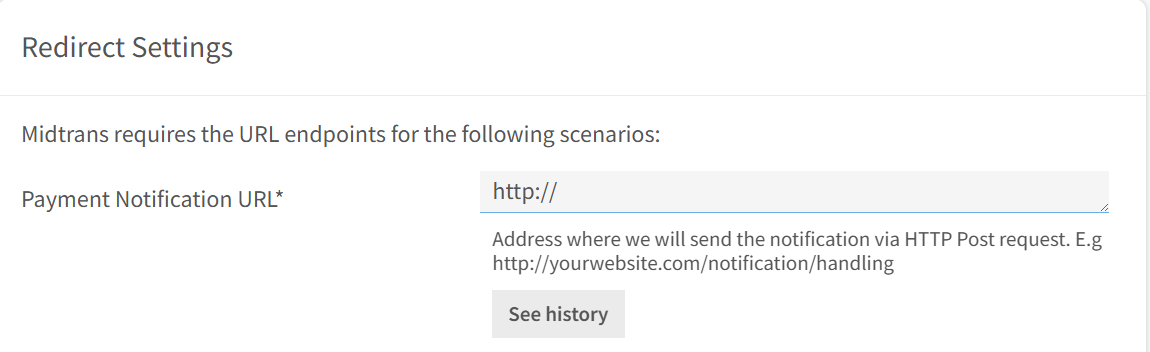 Redirect Settings
Midtrans requires the URL endpoints for the following scenarios:
Payment Notification URL*
http://
Address where we will send the notification via HTTP Post request. E.g
http://yourwebsite.com/notification/handling
See history